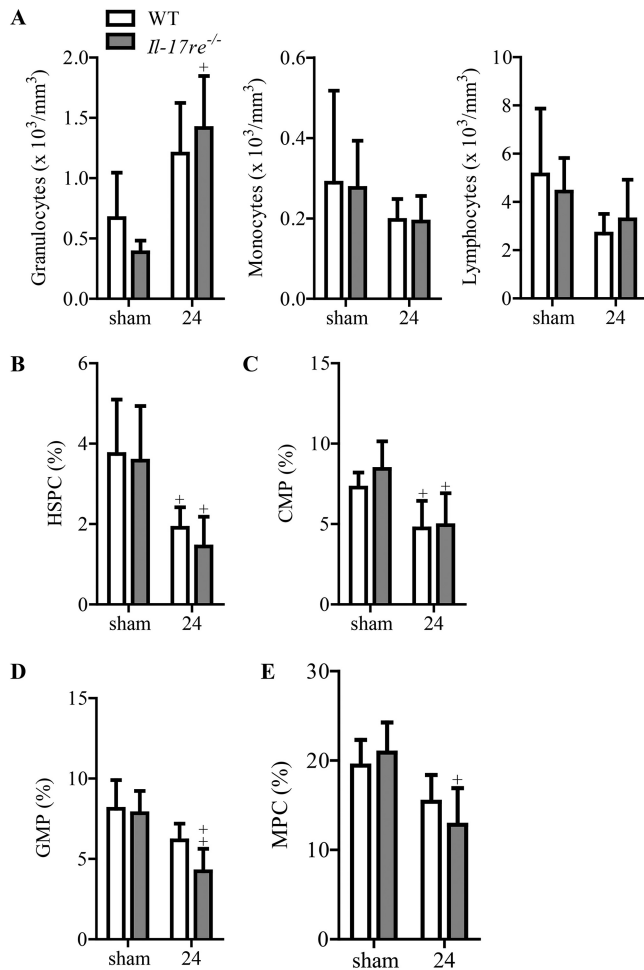 A
WT
Il-17re-/-
Granulocytes (x 10³/mm³)
2.0
1.5
1.0
0.5
0.0
+
sham 24
Monocytes (x 10³/mm³)
0.6
0.4
0.2
0.0
sham 24
Lymphocytes (x 10³/mm³)
10
8
6
4
2
0
sham 24
B
HSPC (%)
6
4
2
0
+ +
sham 24
C
CMP (%)
15
10
5
0
+ +
sham 24
D
GMP (%)
15
10
5
0
+
+
sham 24
E
MPC (%)
30
20
10
0
+
sham 24